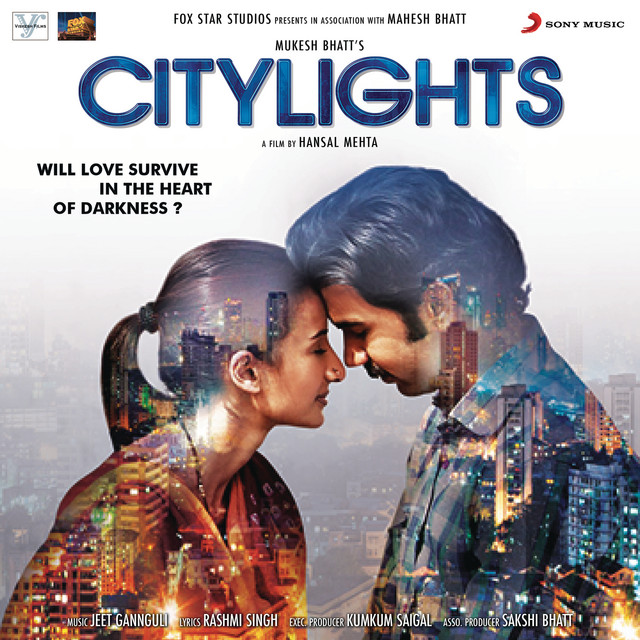 FOX STAR STUDIOS PRESENTS IN ASSOCIATION WITH MAHESH BHATT
SONY MUSIC
VISHESH FILMS
MUKESH BHATT'S
CITYLIGHTS
A FILM BY HANSAL MEHTA
WILL LOVE SURVIVE
IN THE HEART
OF DARKNESS ?
MUSIC JEET GANNGULI LYRICS RASHMI SINGH EXEC. PRODUCER KUMKUM SAIGAL ASSO. PRODUCER SAKSHI BHATT